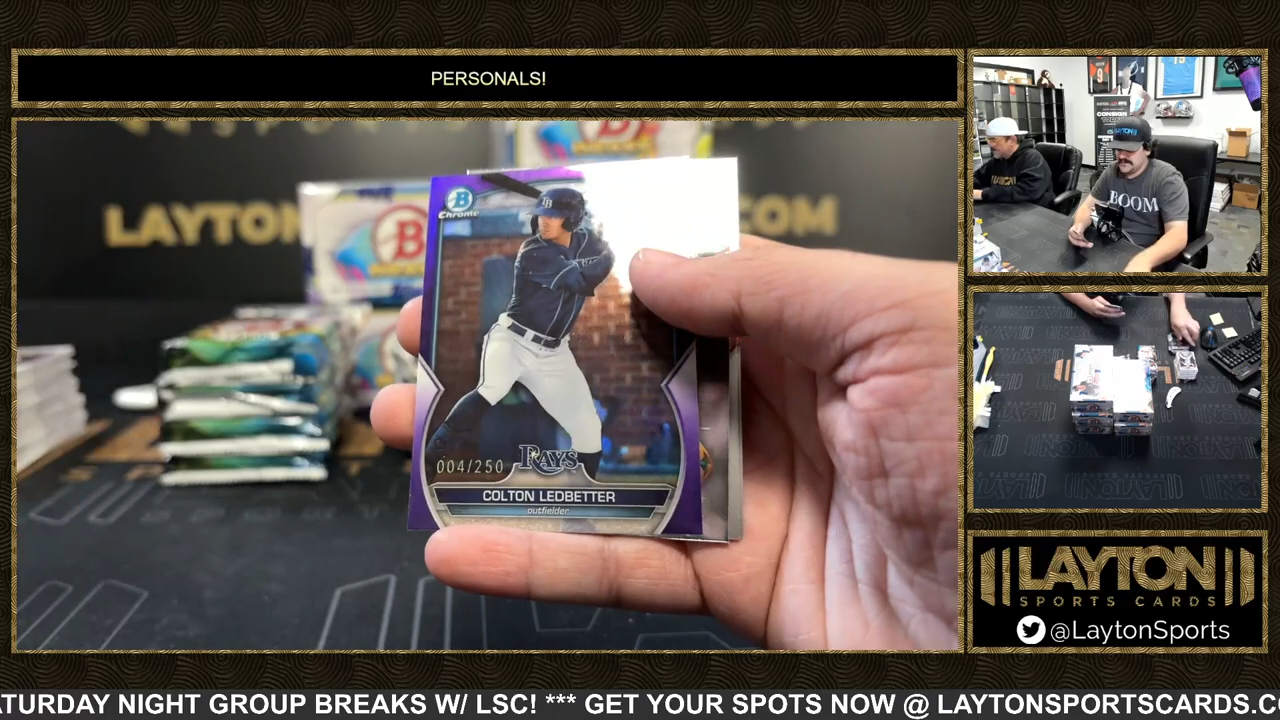 PERSONALS!
LAYTON
COM
B
Chrome
TB
004/250
RAYS
COLTON LEDBETTER
outfielder
CONSIGN
BOOM
LAYTON
SPORTS CARDS
@LaytonSports
ATURDAY NIGHT GROUP BREAKS W/ LSC! *** GET YOUR SPOTS NOW @ LAYTONSPORTSCARDS.C